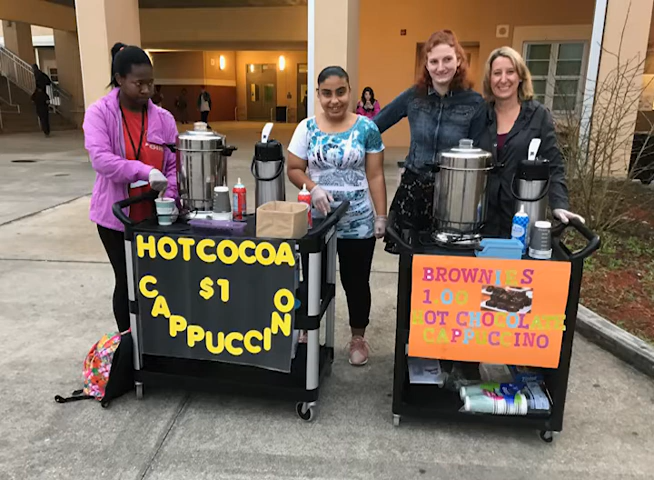 HOT COCOA
$1
CAPPUCCINO
BROWNIES
1.00
HOT CHOCOLATE
CAPPUCCINO